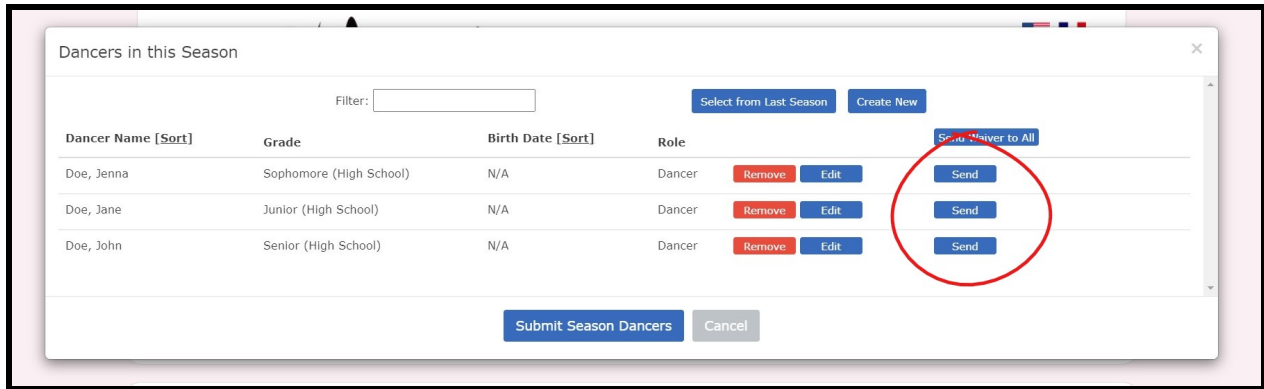 Dancers in this Season ×
Filter: Select from Last Season Create New
Dancer Name [Sort] Grade Birth Date [Sort] Role Send Waiver to All
Doe, Jenna Sophomore (High School) N/A Dancer Remove Edit Send
Doe, Jane Junior (High School) N/A Dancer Remove Edit Send
Doe, John Senior (High School) N/A Dancer Remove Edit Send
Submit Season Dancers Cancel